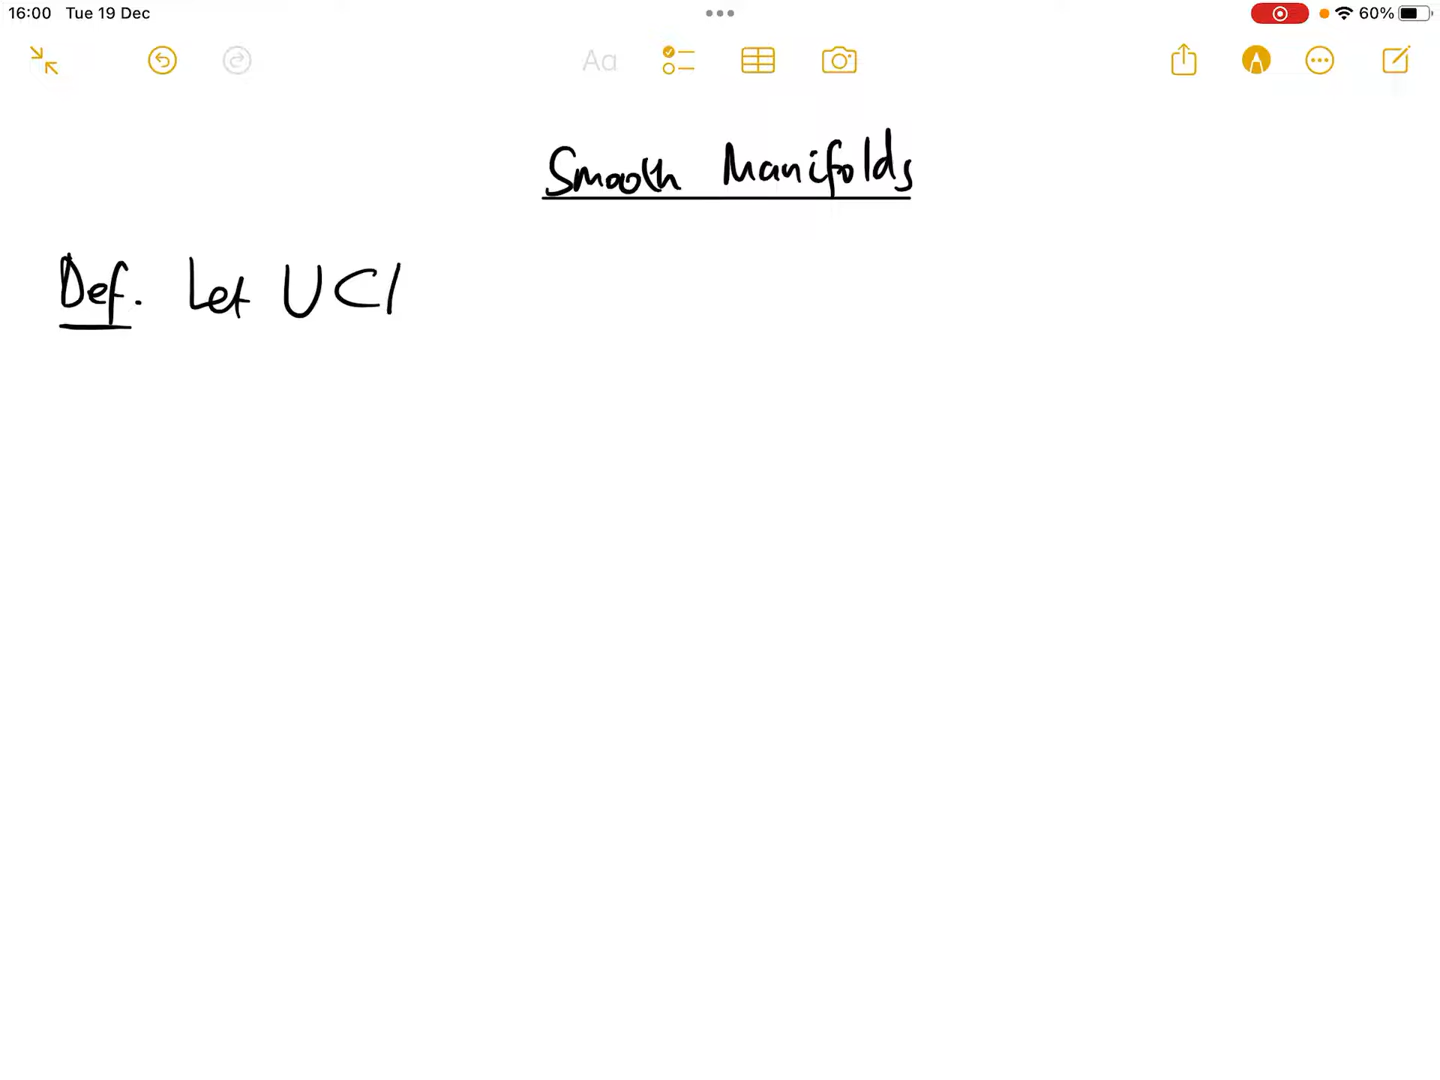 16:00 Tue 19 Dec
60%
Aa
Smooth Manifolds
Def. Let U ⊂